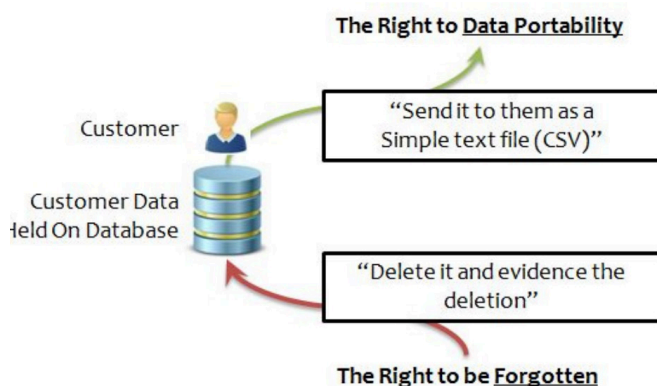 The Right to Data Portability
“Send it to them as a
Simple text file (CSV)”
Customer
Customer Data
Held On Database
“Delete it and evidence the
deletion”
The Right to be Forgotten